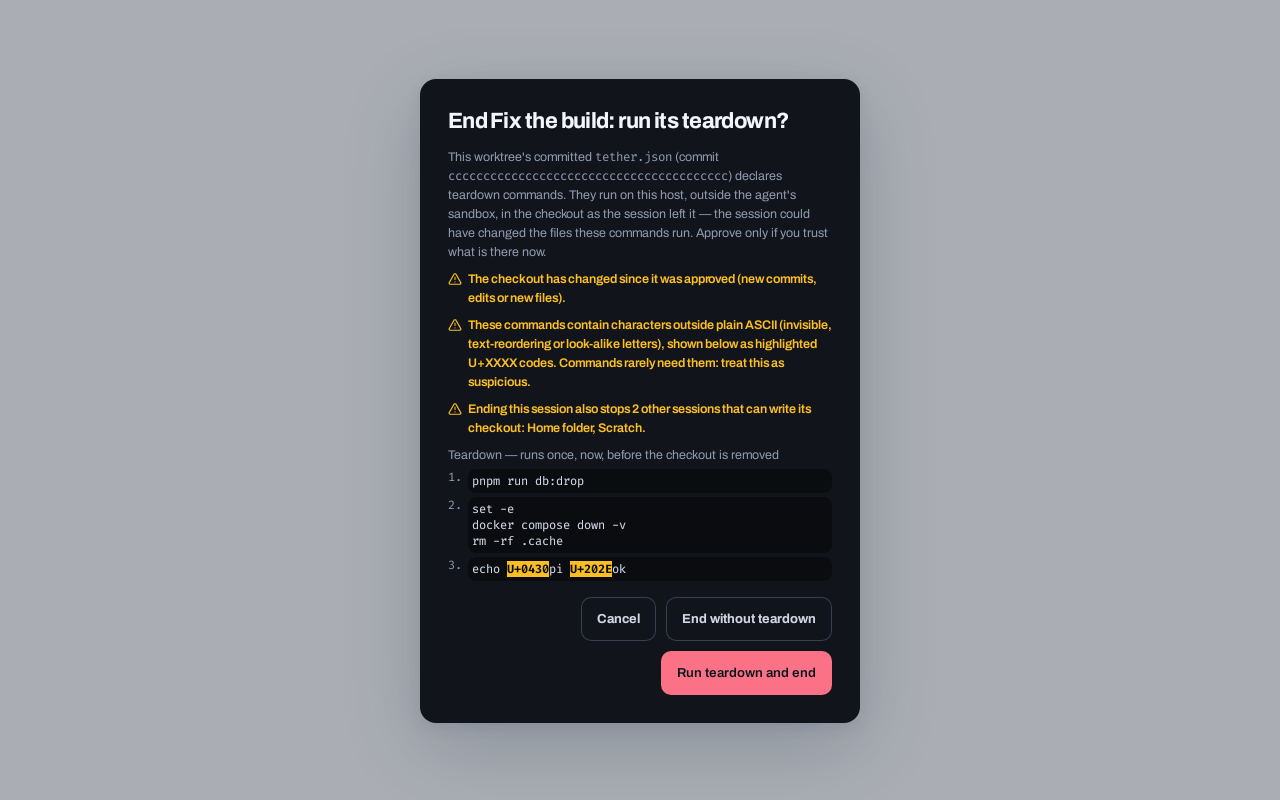 End Fix the build: run its teardown?
This worktree's committed tether.json (commit
cccccccccccccccccccccccccccccccccccccccc) declares
teardown commands. They run on this host, outside the agent's
sandbox, in the checkout as the session left it — the session could
have changed the files these commands run. Approve only if you trust
what is there now.
The checkout has changed since it was approved (new commits,
edits or new files).
These commands contain characters outside plain ASCII (invisible,
text-reordering or look-alike letters), shown below as highlighted
U+XXXX codes. Commands rarely need them: treat this as
suspicious.
Ending this session also stops 2 other sessions that can write its
checkout: Home folder, Scratch.
Teardown — runs once, now, before the checkout is removed
1. pnpm run db:drop
2. set -e
docker compose down -v
rm -rf .cache
3. echo U+0430pi U+202Eok
Cancel
End without teardown
Run teardown and end